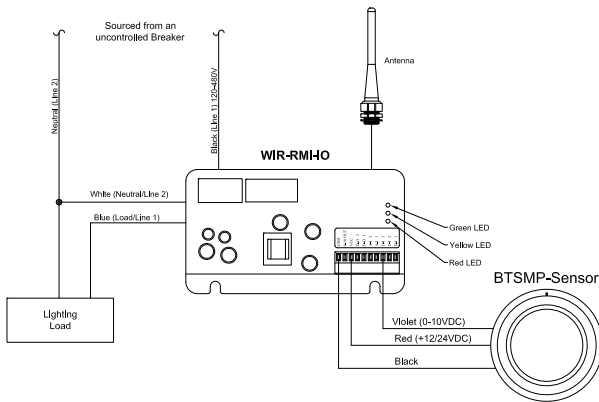 Sourced from an
uncontrolled Breaker
Neutral (Line 2)
Black (Line 1) 120-480V
Antenna
WIR-RMI-IO
White (Neutral/Line 2)
Blue (Load/Line 1)
Green LED
Yellow LED
Red LED
BTSMP-Sensor
Lighting
Load
Violet (0-10VDC)
Red (+12/24VDC)
Black